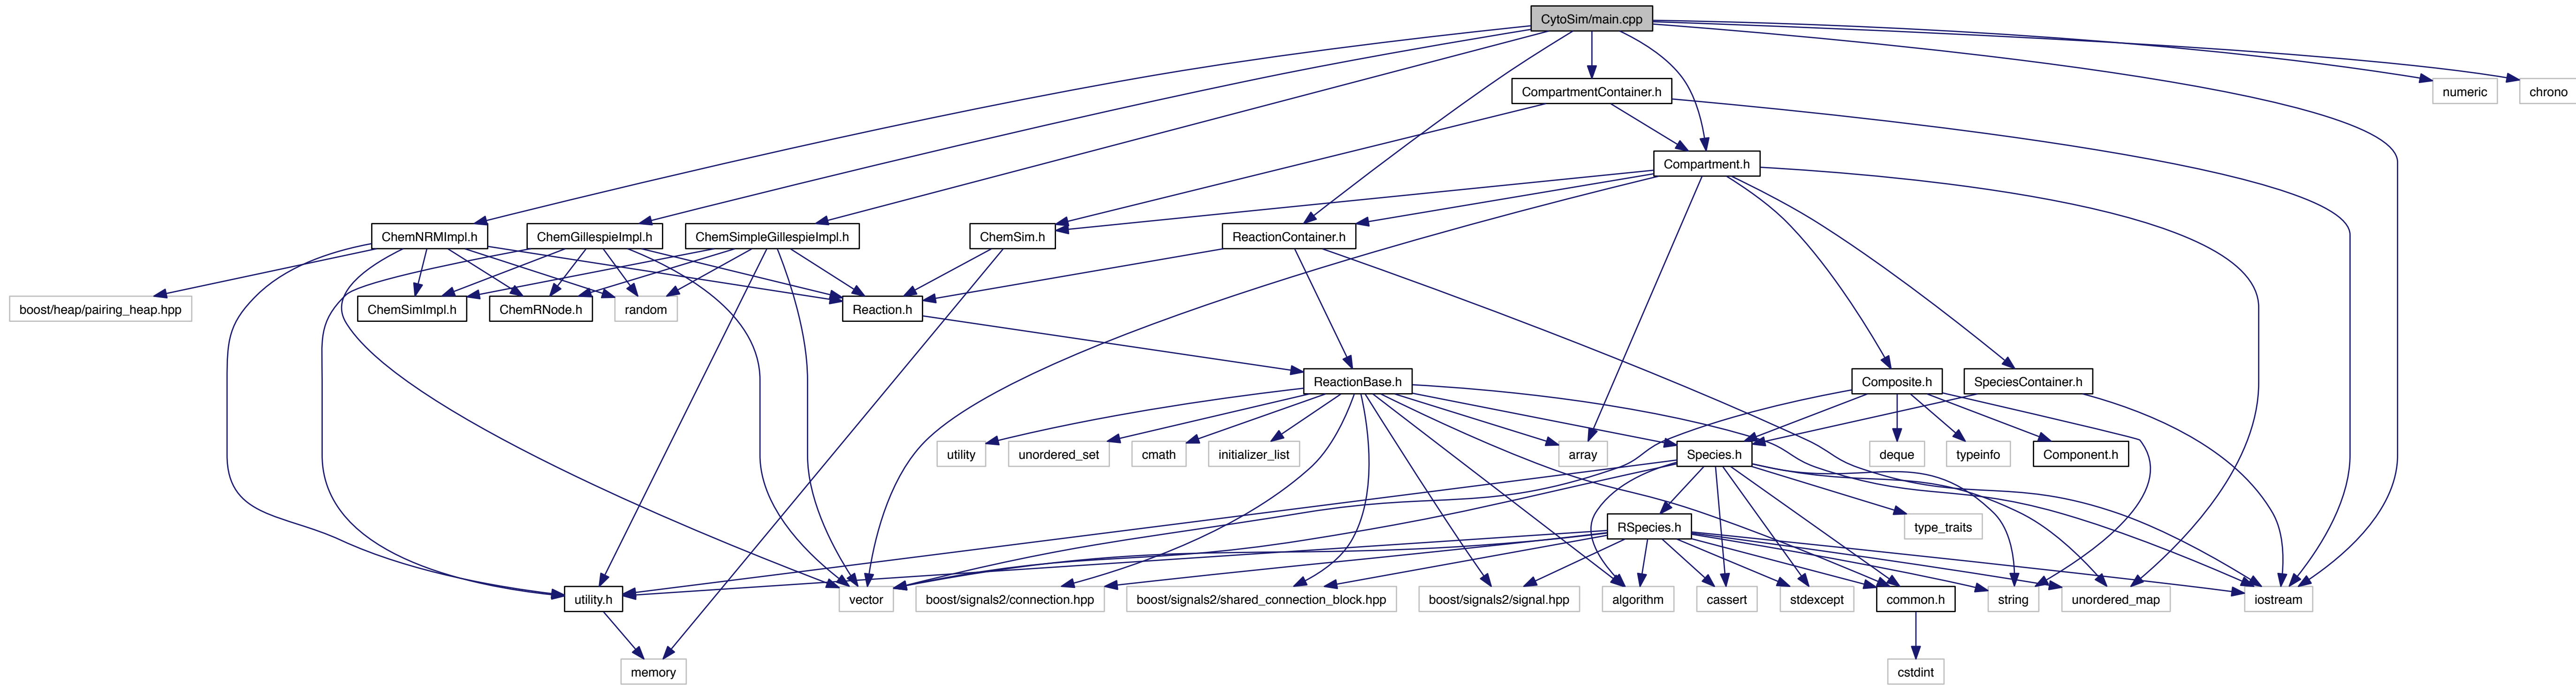 CytoSim/main.cpp
CompartmentContainer.h
numeric
chrono
Compartment.h
ChemNRMImpl.h
ChemGillespieImpl.h
ChemSimpleGillespieImpl.h
ChemSim.h
ReactionContainer.h
boost/heap/pairing_heap.hpp
ChemSimImpl.h
ChemRNode.h
random
Reaction.h
ReactionBase.h
Composite.h
SpeciesContainer.h
utility
unordered_set
cmath
initializer_list
array
Species.h
deque
typeinfo
Component.h
RSpecies.h
type_traits
utility.h
vector
boost/signals2/connection.hpp
boost/signals2/shared_connection_block.hpp
boost/signals2/signal.hpp
algorithm
cassert
stdexcept
common.h
string
unordered_map
iostream
memory
cstdint